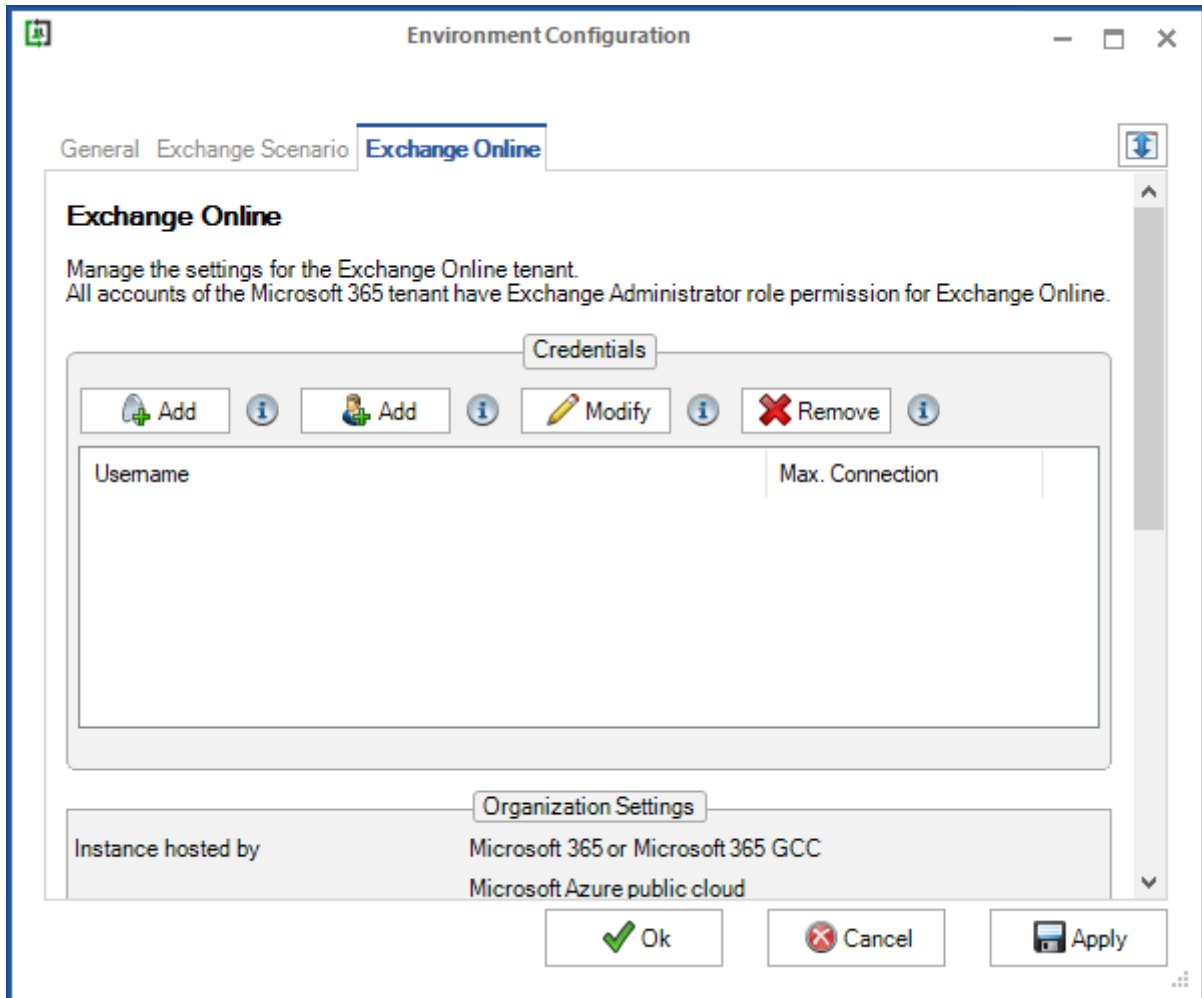 Environment Configuration
General Exchange Scenario Exchange Online
Exchange Online
Manage the settings for the Exchange Online tenant.
All accounts of the Microsoft 365 tenant have Exchange Administrator role permission for Exchange Online.
Credentials
Add Add Modify Remove
Username Max. Connection
Organization Settings
Instance hosted by Microsoft 365 or Microsoft 365 GCC
Microsoft Azure public cloud
Ok Cancel Apply